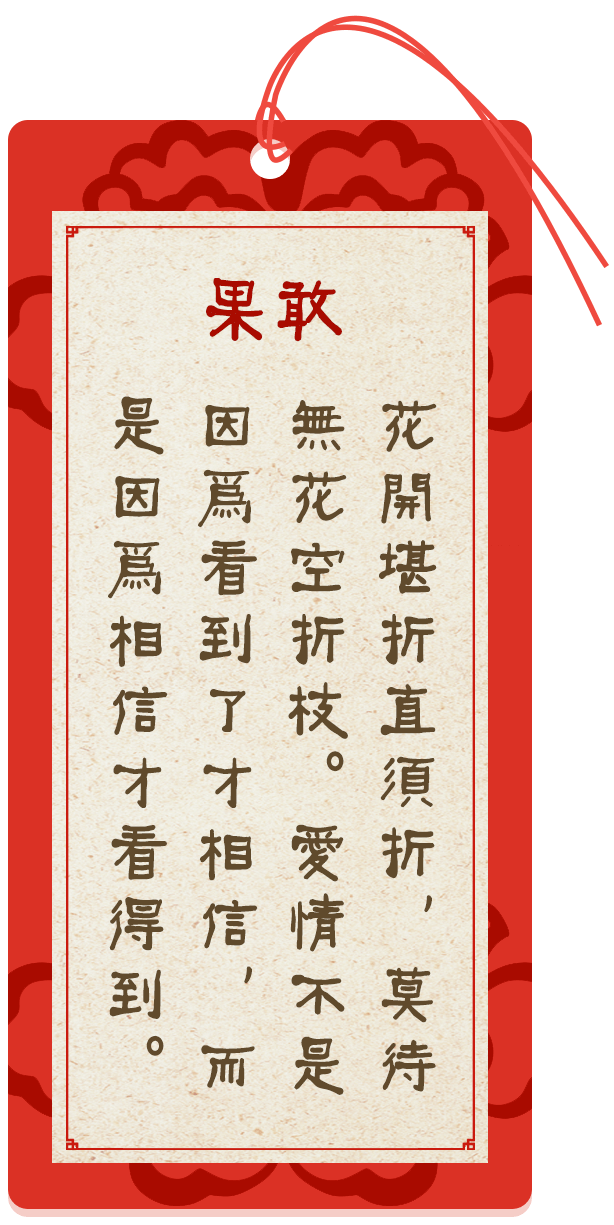 果敢
花開堪折直須折，莫待
無花空折枝。愛情不是
因爲看到了才相信，而
是因爲相信才看得到。